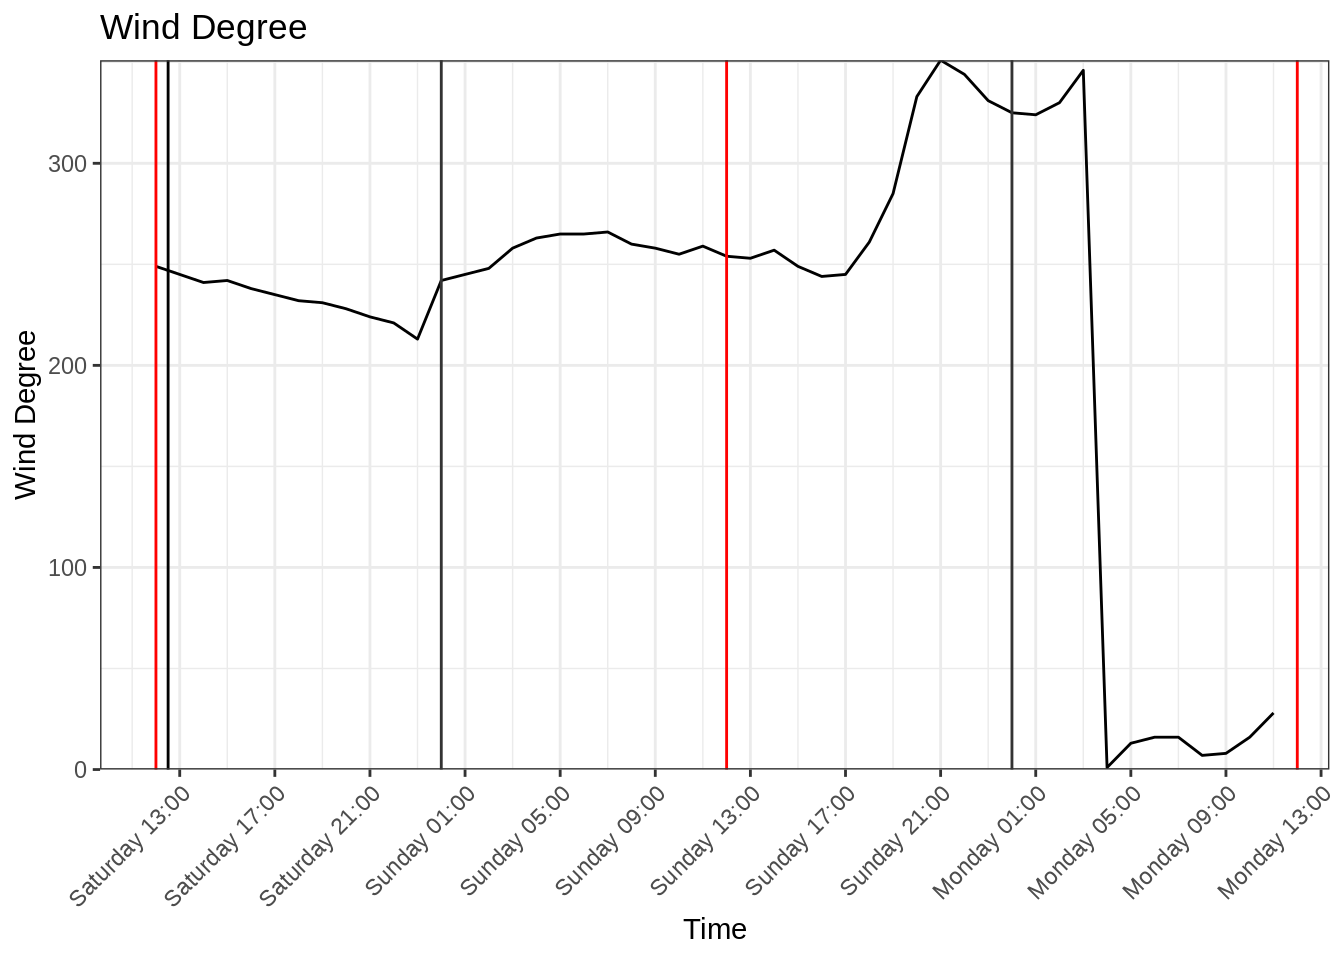 Wind Degree
Wind Degree
300
200
100
0
Saturday 13:00
Saturday 17:00
Saturday 21:00
Sunday 01:00
Sunday 05:00
Sunday 09:00
Sunday 13:00
Sunday 17:00
Sunday 21:00
Monday 01:00
Monday 05:00
Monday 09:00
Monday 13:00
Time